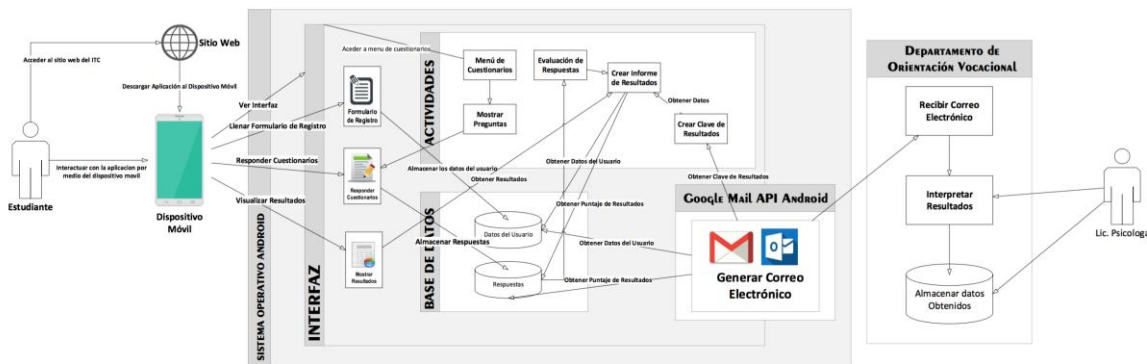 Acceder al sitio web del ITC
Sitio Web
Descargar Aplicación al Dispositivo Móvil
Interactuar con la aplicacion por
medio del dispositivo movil
Estudiante
Dispositivo
Móvil
Ver Interfaz
Llenar Formulario de Registro
Responder Cuestionarios
Visualizar Resultados
SISTEMA OPERATIVO ANDROID
INTERFAZ
Aceder a menu de cuestionarios
Formulario
de Registro
Responder
Cuestionarios
Mostrar
Resultados
ACTIVIDADES
Menú de
Cuestionarios
Mostrar
Preguntas
Evaluación de
Respuestas
Crear Informe
de Resultados
Obtener Datos
Crear Clave de
Resultados
Almacenar los datos del usuario
Obtener Resultados
Obtener Datos del Usuario
Obtener Clave de Resultados
BASE DE DATOS
Obtener Puntaje de Resultados
Datos del Usuario
Almacenar Respuestas
Respuestas
Obtener Datos del Usuario
Obtener Puntaje de Resultados
Google Mail API Android
Generar Correo
Electrónico
Departamento de
Orientación Vocacional
Recibir Correo
Electrónico
Interpretar
Resultados
Almacenar datos
Obtenidos
Lic. Psicologa